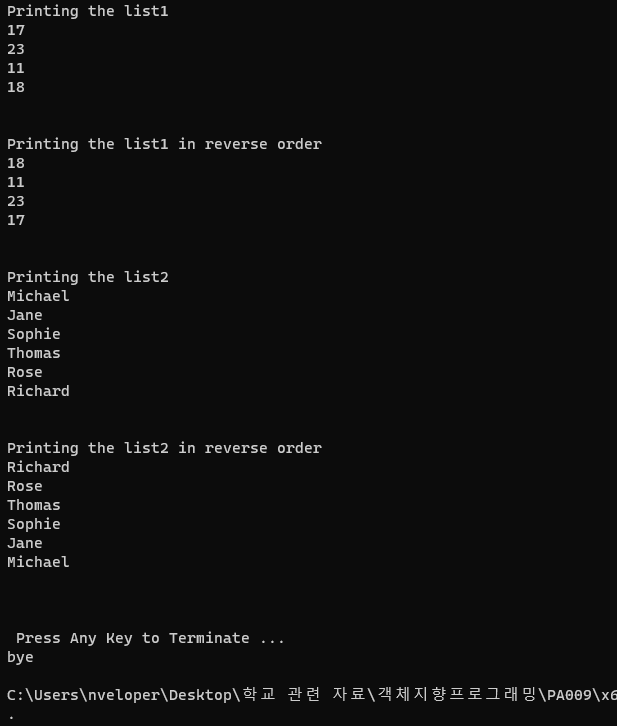 Printing the list1
17
23
11
18
Printing the list1 in reverse order
18
11
23
17
Printing the list2
Michael
Jane
Sophie
Thomas
Rose
Richard
Printing the list2 in reverse order
Richard
Rose
Thomas
Sophie
Jane
Michael
Press Any Key to Terminate ...
bye
C:\Users\nveloper\Desktop\학교 관련 자료\객체지향프로그래밍\PA009\x6
.